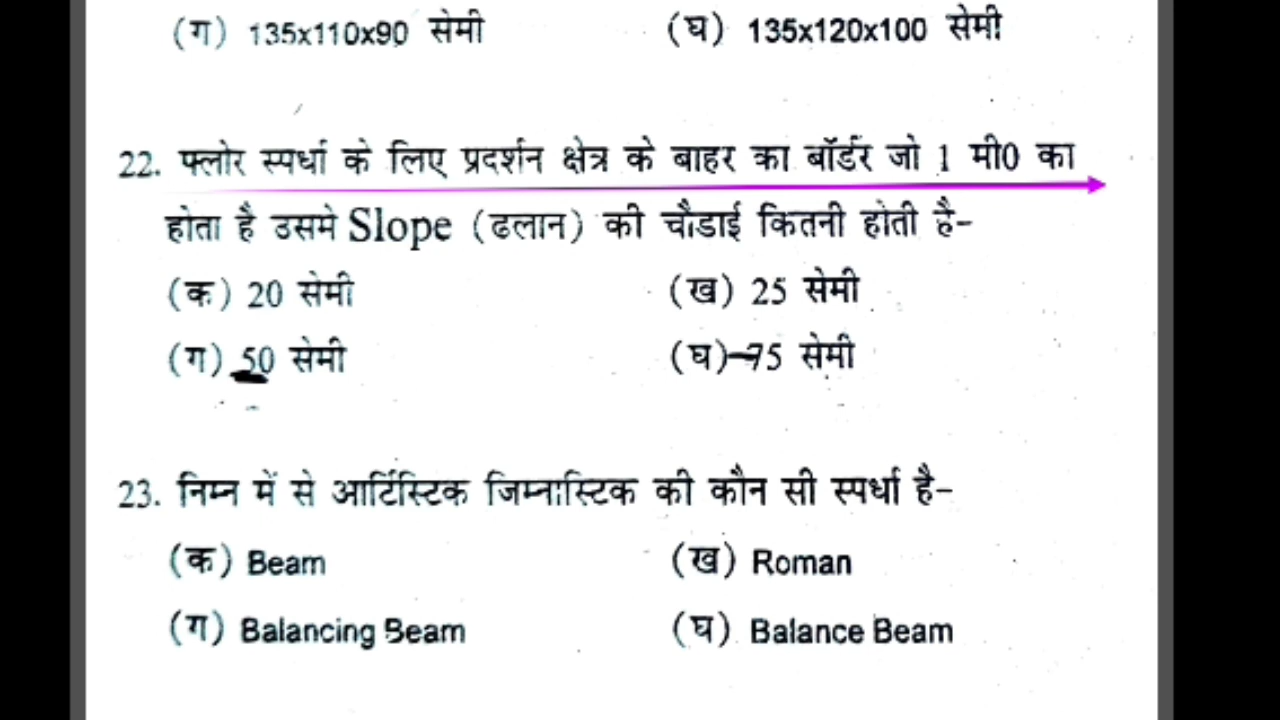 (ग) 135x110x90 सेमी (घ) 135x120x100 सेमी
22. फ्लोर स्पर्धा के लिए प्रदर्शन क्षेत्र के बाहर का बॉर्डर जो 1 मी0 का
होता है उसमे Slope (ढलान) की चौडाई कितनी होती है-
(क) 20 सेमी (ख) 25 सेमी
(ग) 50 सेमी (घ) 75 सेमी
23. निम्न में से आर्टिस्टिक जिम्नास्टिक की कौन सी स्पर्धा है-
(क) Beam (ख) Roman
(ग) Balancing Beam (घ) Balance Beam